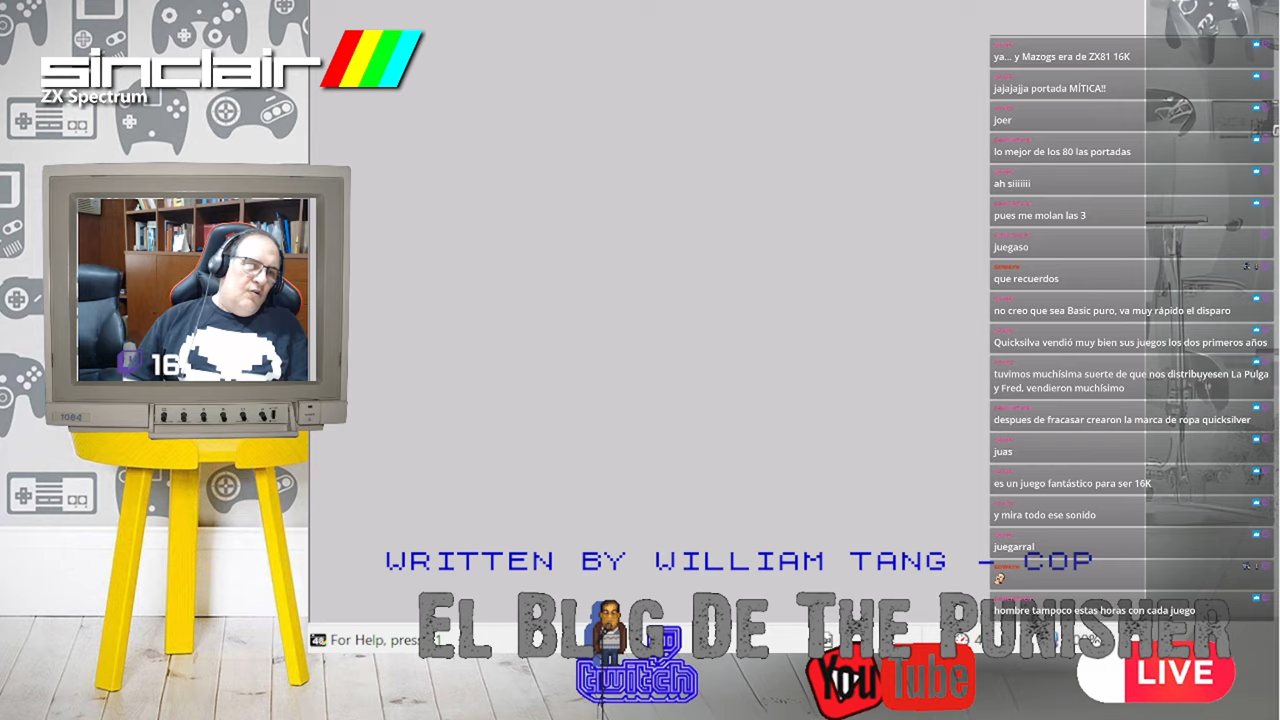 sinclair
ZX Spectrum
16
1084
WRITTEN BY WILLIAM TANG - COP
For Help, press
EL BLOG DE THE PUNISHER
twitch
YouTube
LIVE
ya... y Mazogs era de ZX81 16K
jajajajja portada MÍTICA!!
joer
lo mejor de los 80 las portadas
ah siiiiiii
pues me molan las 3
juegaso
que recuerdos
no creo que sea Basic puro, va muy rápido el disparo
Quicksilva vendió muy bien sus juegos los dos primeros años
tuvimos muchísima suerte de que nos distribuyesen La Pulga
y Fred, vendieron muchísimo
despues de fracasar crearon la marca de ropa quicksilver
juas
es un juego fantástico para ser 16K
y mira todo ese sonido
juegarral
hombre tampoco estas horas con cada juego